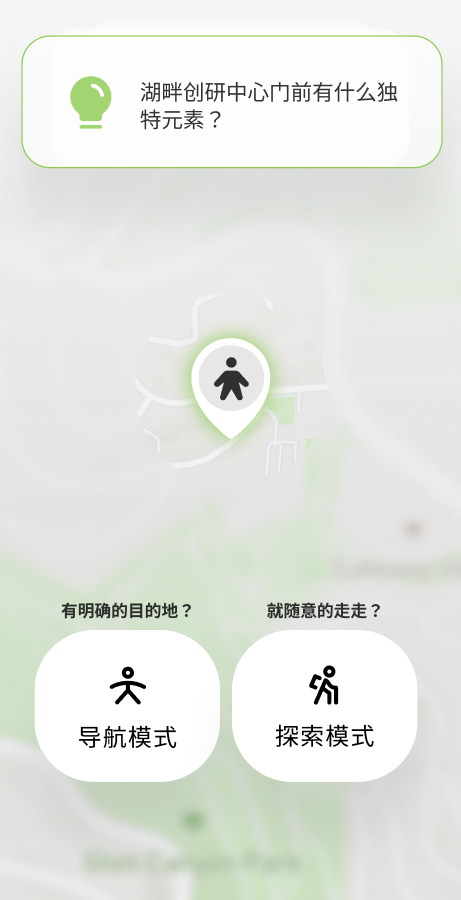 湖畔创研中心门前有什么独
特元素？
有明确的目的地？
就随意的走走？
导航模式
探索模式